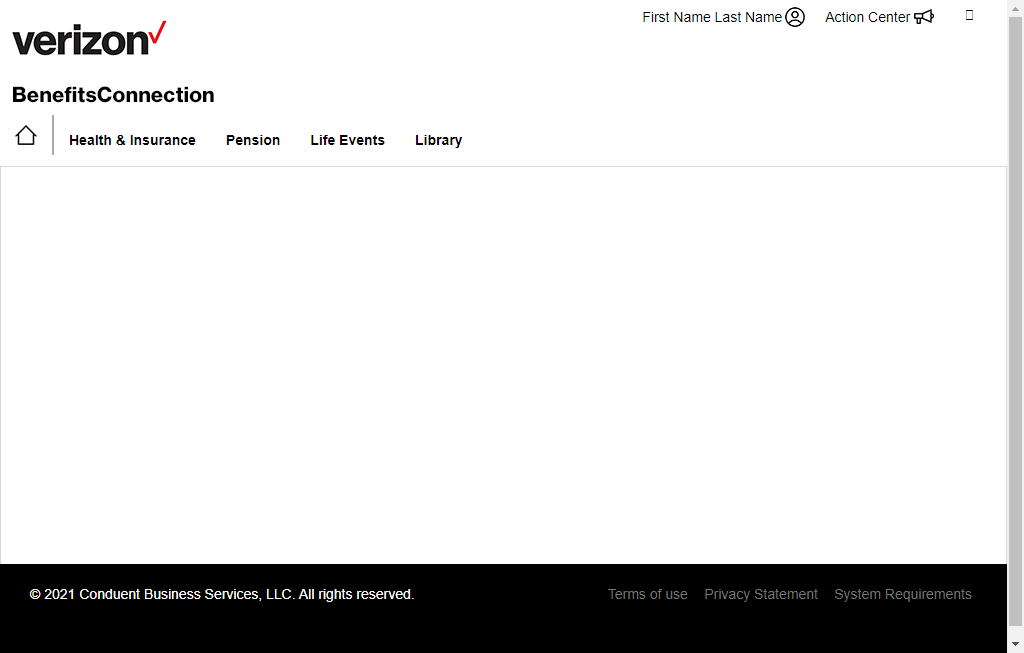 First Name Last Name Action Center
verizon
BenefitsConnection
Health & Insurance Pension Life Events Library
© 2021 Conduent Business Services, LLC. All rights reserved. Terms of use Privacy Statement System Requirements